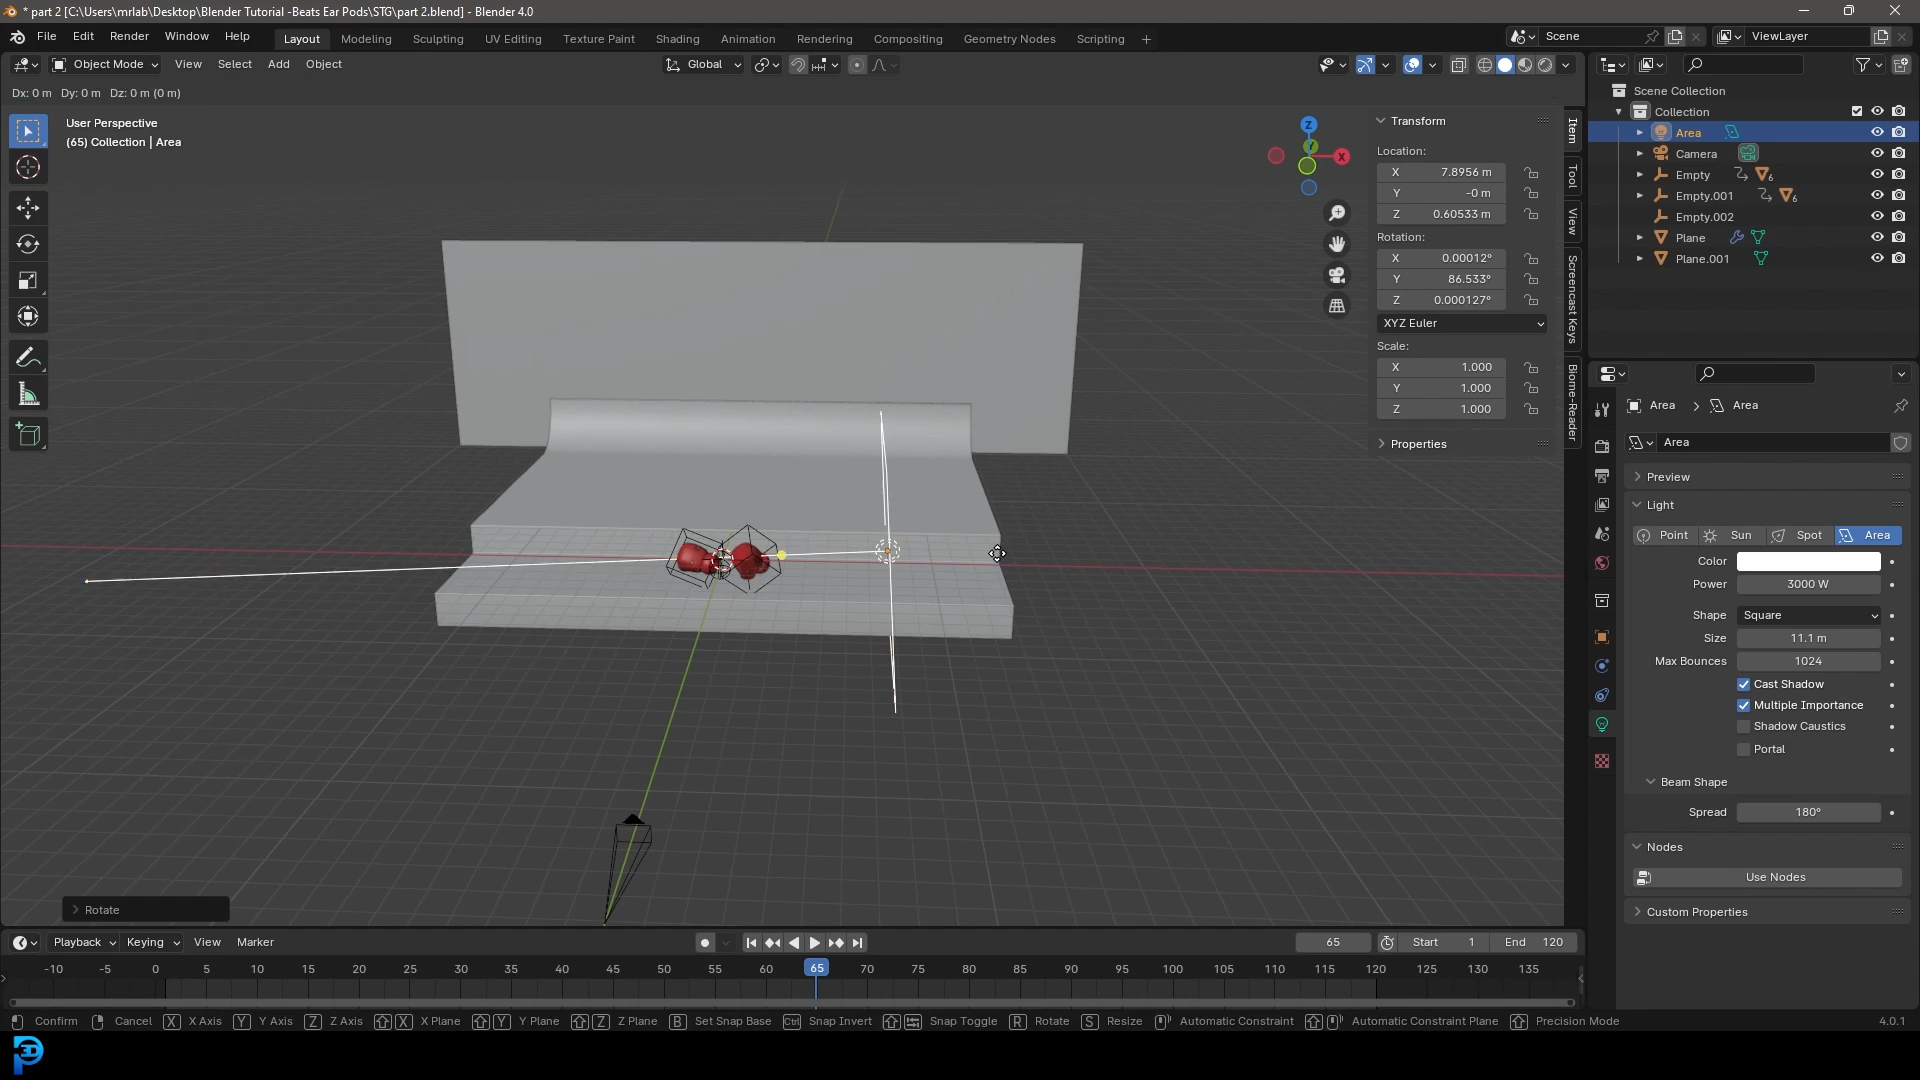 * part 2 [C:\Users\mrlab\Desktop\Blender Tutorial -Beats Ear Pods\STG\part 2.blend] - Blender 4.0
File Edit Render Window Help Layout Modeling Sculpting UV Editing Texture Paint Shading Animation Rendering Compositing Geometry Nodes Scripting + Scene ViewLayer
Object Mode View Select Add Object Global
Dx: 0 m Dy: 0 m Dz: 0 m (0 m)
User Perspective
(65) Collection | Area
Z
Y
X
Transform
Location:
X 7.8956 m
Y -0 m
Z 0.60533 m
Rotation:
X 0.00012°
Y 86.533°
Z 0.000127°
XYZ Euler
Scale:
X 1.000
Y 1.000
Z 1.000
Properties
Item
Tool
View
Screencast Keys
Biome-Reader
Scene Collection
Collection
Area
Camera
Empty 6
Empty.001 6
Empty.002
Plane
Plane.001
Area Area
Area
Preview
Light
Point Sun Spot Area
Color
Power 3000 W
Shape Square
Size 11.1 m
Max Bounces 1024
Cast Shadow
Multiple Importance
Shadow Caustics
Portal
Beam Shape
Spread 180°
Nodes
Use Nodes
Custom Properties
Rotate
Playback Keying View Marker 65 Start 1 End 120
-10 -5 0 5 10 15 20 25 30 35 40 45 50 55 60 65 70 75 80 85 90 95 100 105 110 115 120 125 130 135
Confirm Cancel X X Axis Y Y Axis Z Z Axis X X Plane Y Y Plane Z Z Plane B Set Snap Base Ctrl Snap Invert Snap Toggle R Rotate S Resize Automatic Constraint Automatic Constraint Plane Precision Mode 4.0.1